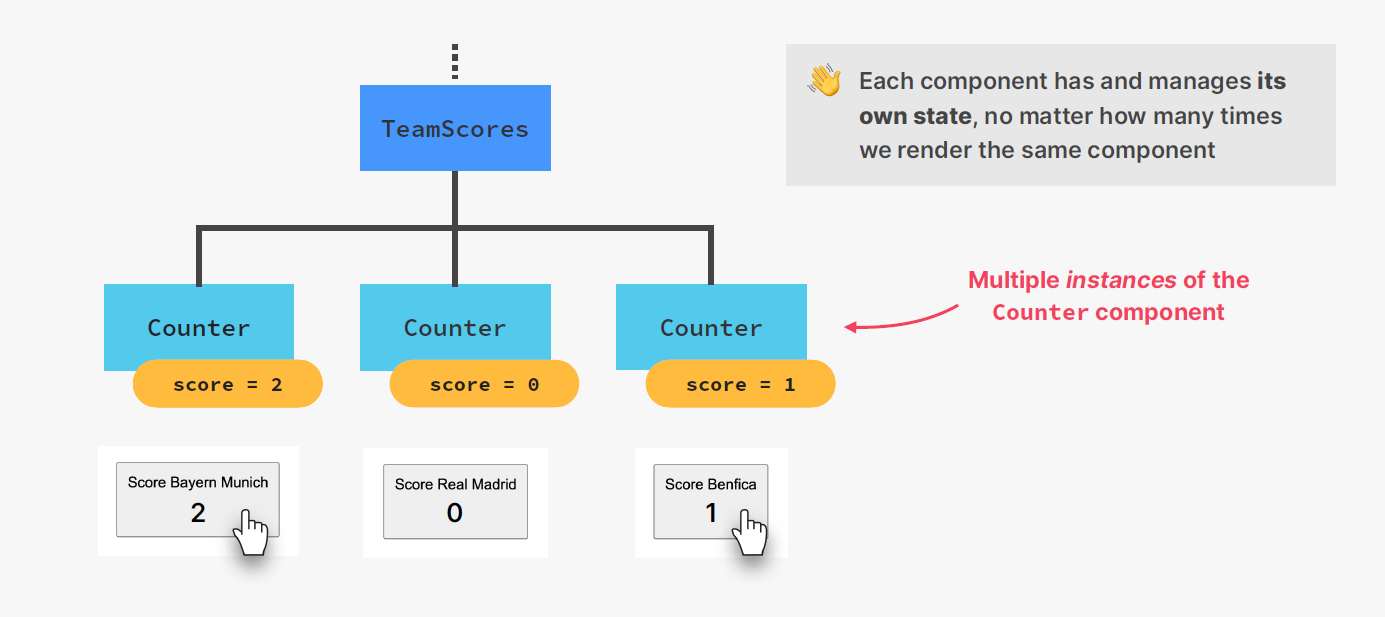 TeamScores
Each component has and manages its
own state, no matter how many times
we render the same component
Multiple instances of the
Counter component
Counter
Counter
Counter
score = 2
score = 0
score = 1
Score Bayern Munich
2
Score Real Madrid
0
Score Benfica
1